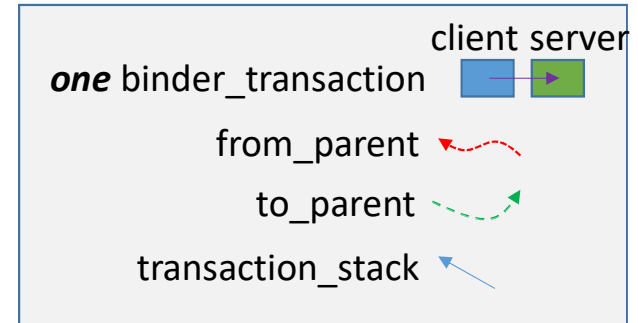 client server
one binder_transaction
from_parent
to_parent
transaction_stack